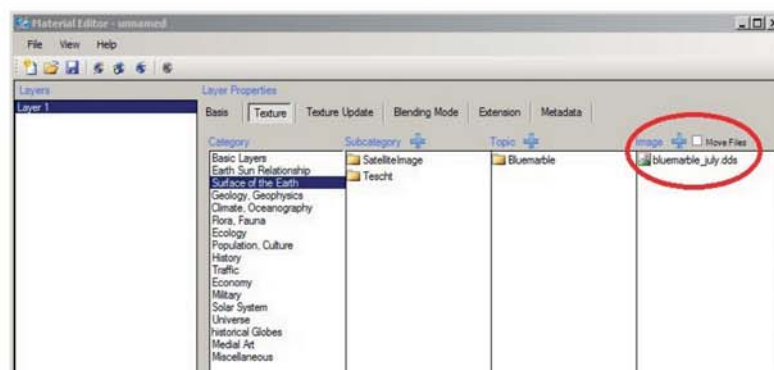 Material Editor - unnamed
File View Help
Layers
Layer 1
Layer Properties
Basis Texture Texture Update Blending Mode Extension Metadata
Category
Basic Layers
Earth Sun Relationship
Surface of the Earth
Geology, Geophysics
Climate, Oceanography
Flora, Fauna
Ecology
Population, Culture
History
Traffic
Economy
Military
Solar System
Universe
historical Globes
Medial Art
Miscellaneous
Subcategory
SatelliteImage
Tescht
Topic
Bluemarble
Image Move Files
bluemarble_july.dds